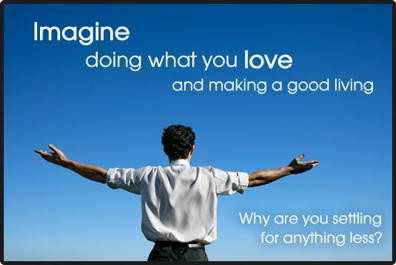 Imagine
doing what you love
and making a good living
Why are you settling
for anything less?